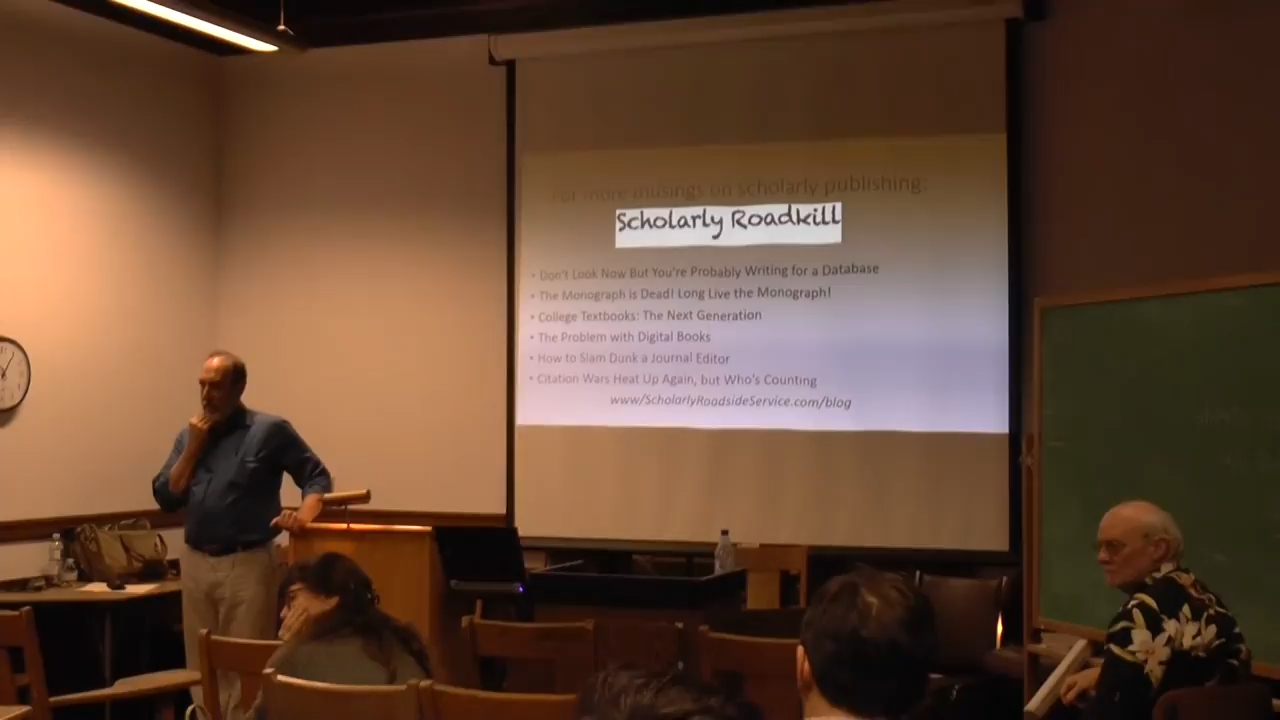 For more musings on scholarly publishing:
Scholarly Roadkill
• Don't Look Now But You're Probably Writing for a Database
• The Monograph is Dead! Long Live the Monograph!
• College Textbooks: The Next Generation
• The Problem with Digital Books
• How to Slam Dunk a Journal Editor
• Citation Wars Heat Up Again, but Who's Counting
www/ScholarlyRoadsideService.com/blog